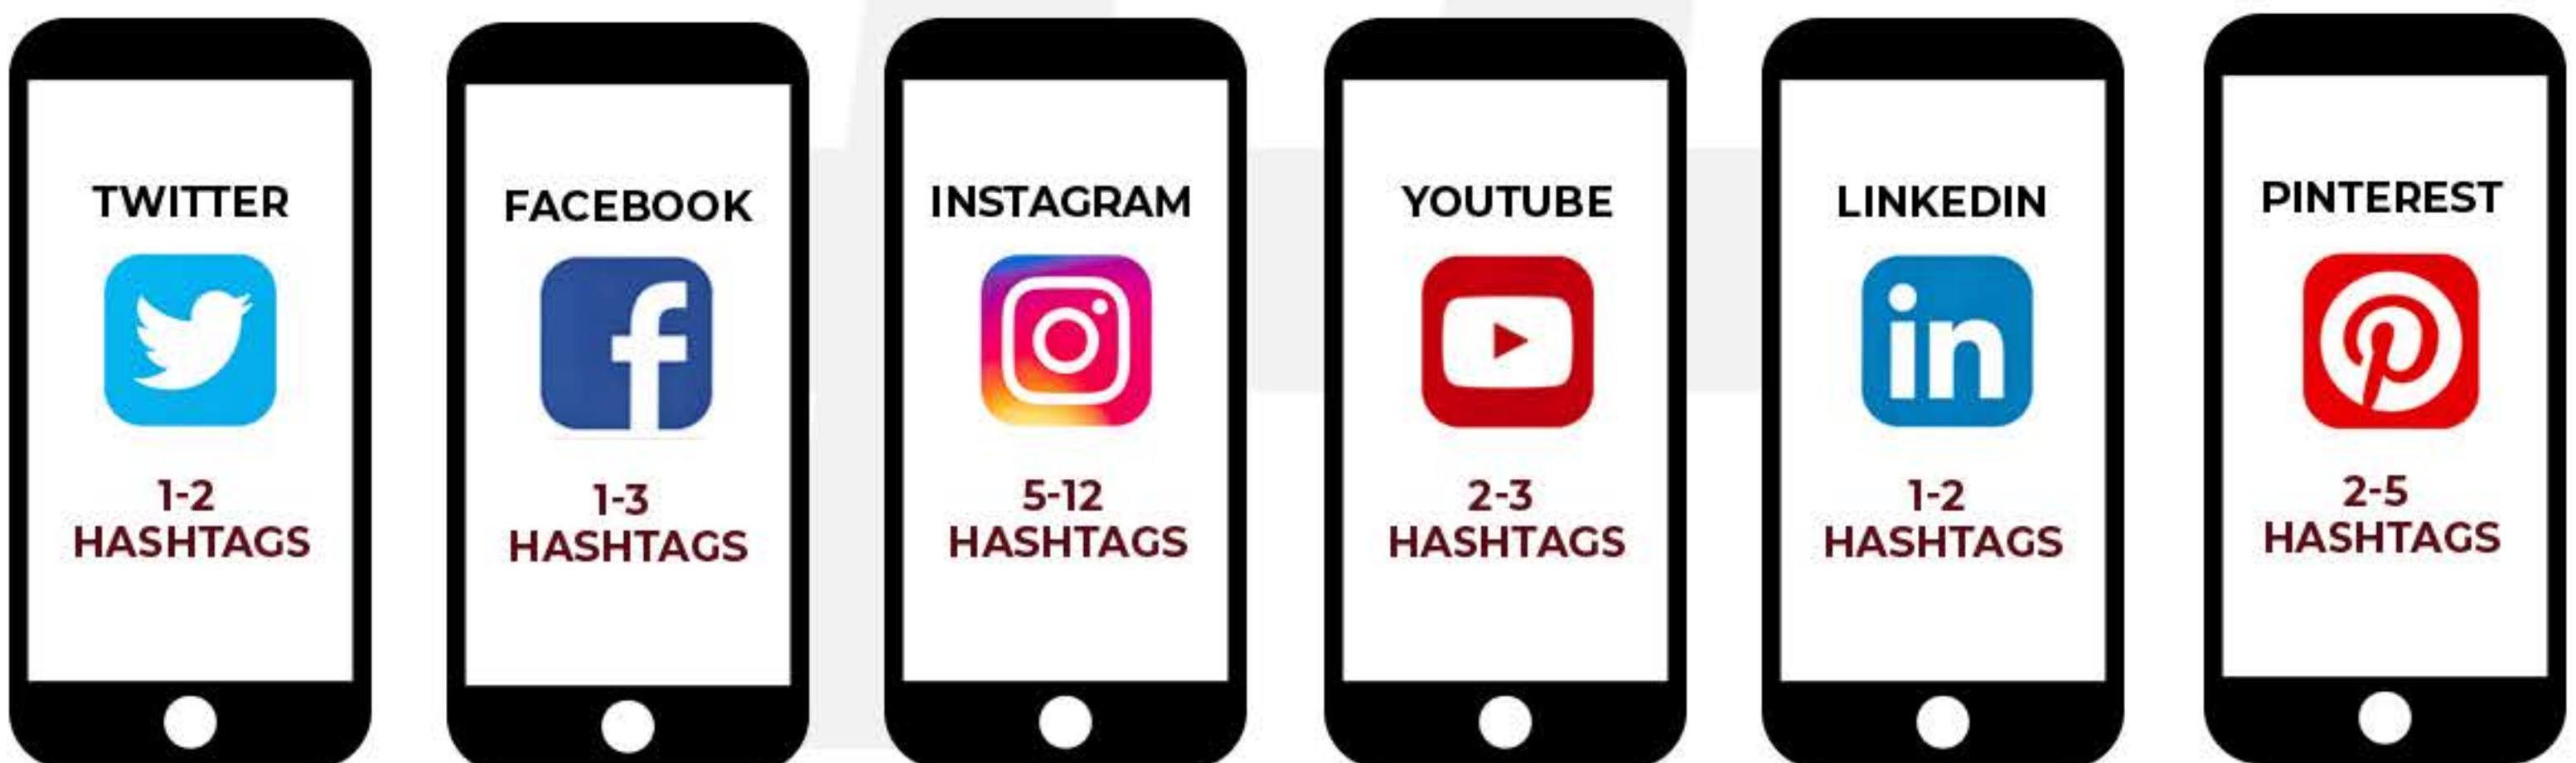 TWITTER
1-2
HASHTAGS
FACEBOOK
1-3
HASHTAGS
INSTAGRAM
5-12
HASHTAGS
YOUTUBE
2-3
HASHTAGS
LINKEDIN
in
1-2
HASHTAGS
PINTEREST
2-5
HASHTAGS